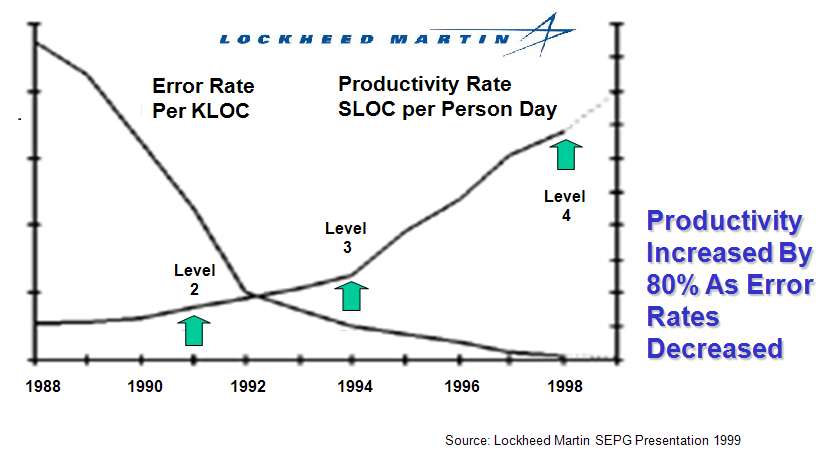 LOCKHEED MARTIN
Error Rate
Per KLOC
Productivity Rate
SLOC per Person Day
Level
2
Level
3
Level
4
Productivity
Increased By
80% As Error
Rates
Decreased
1988 1990 1992 1994 1996 1998
Source: Lockheed Martin SEPG Presentation 1999